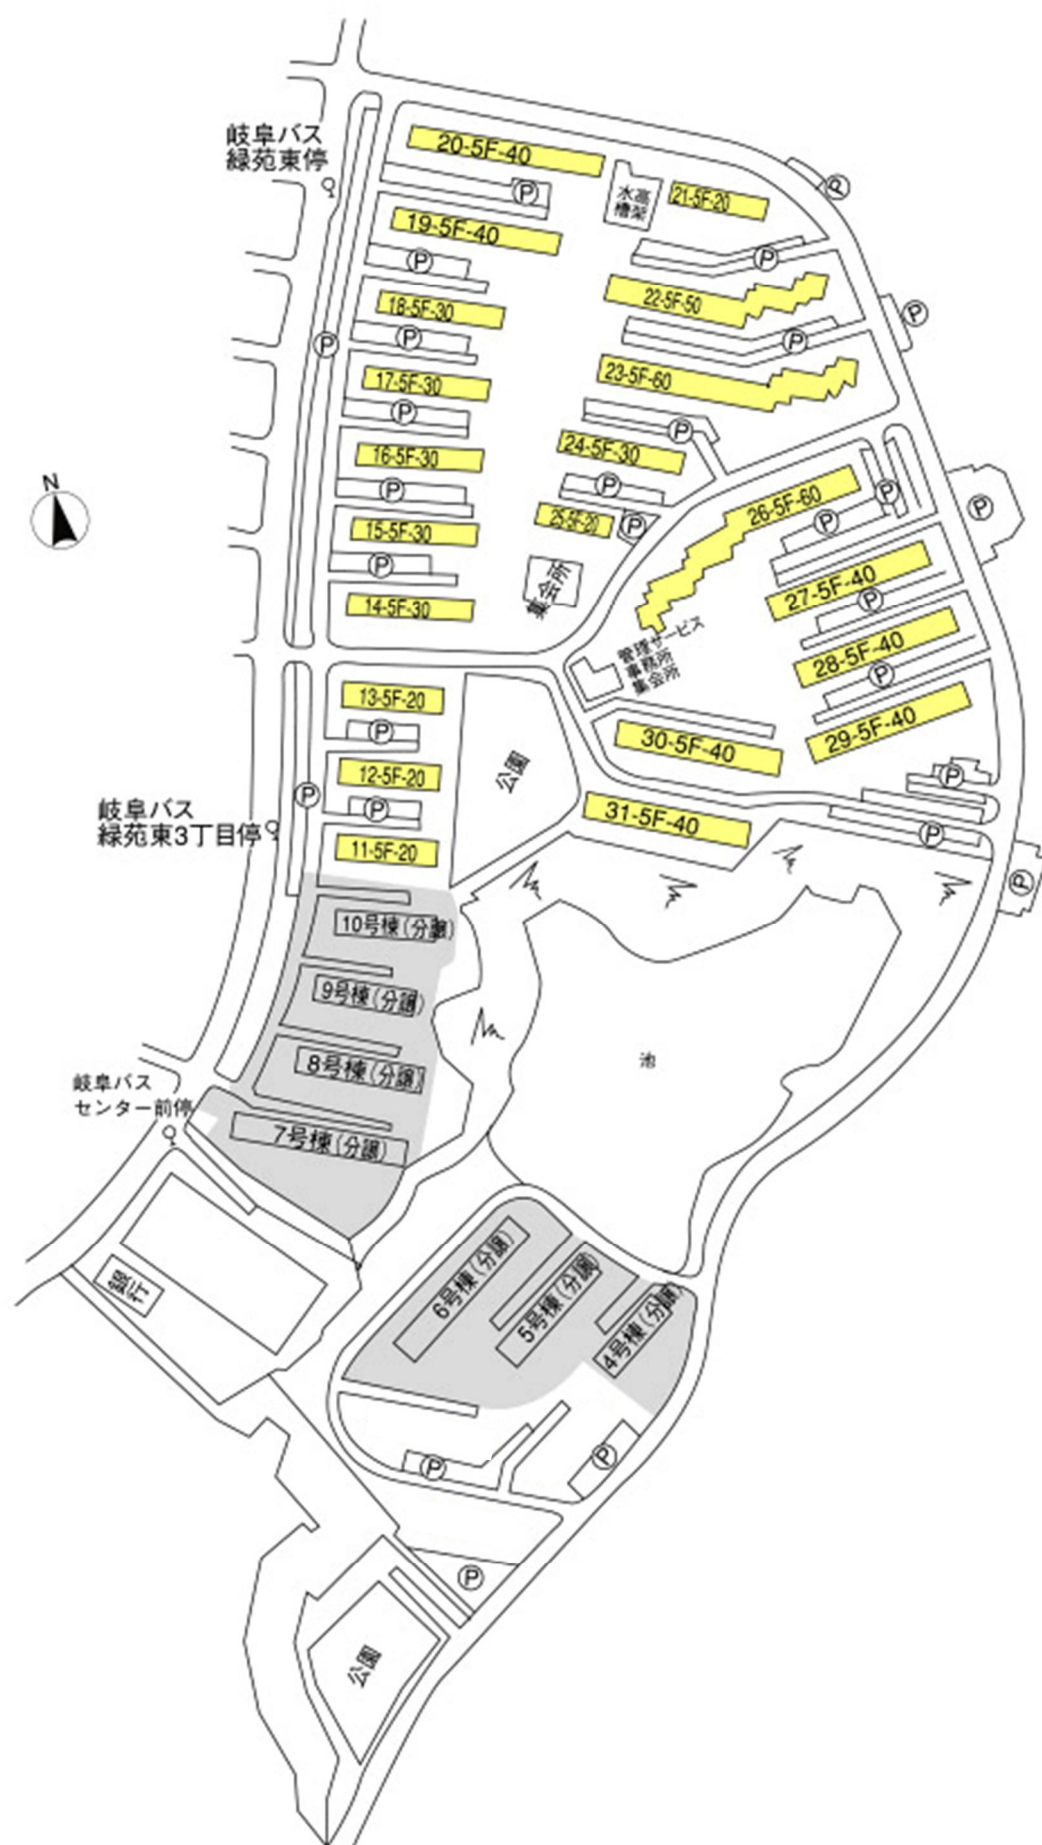 岐阜バス
緑苑東停
20-5F-40
高架
水槽
21-5F-20
P
19-5F-40
P
P
P
18-5F-30
22-5F-50
P
P
P
P
17-5F-30
23-5F-60
P
P
16-5F-30
24-5F-30
N
P
P
26-5F-60
P
P
P
15-5F-30
25-5F-20
P
P
集会所
27-5F-40
P
14-5F-30
管理サービス
事務所
集会所
28-5F-40
P
13-5F-20
P
30-5F-40
29-5F-40
12-5F-20
公園
P
岐阜バス
緑苑東3丁目停
P
P
31-5F-40
P
11-5F-20
P
10号棟(分譲)
9号棟(分譲)
8号棟(分譲)
池
岐阜バス
センター前停
7号棟(分譲)
銀行
6号棟(分譲)
5号棟(分譲)
4号棟(分譲)
P
P
P
公園